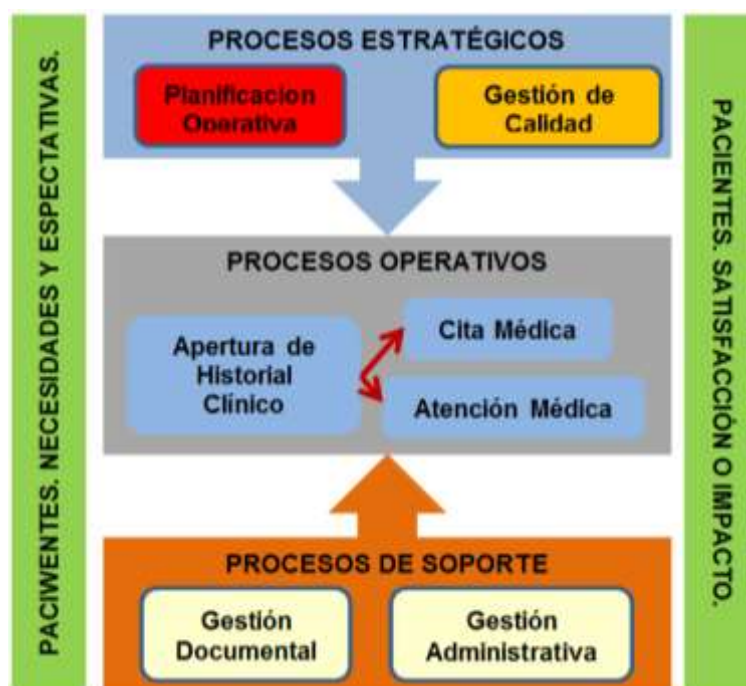 PACIWENTES. NECESIDADES Y ESPECTATIVAS.
PROCESOS ESTRATÉGICOS
Planificacion
Operativa
Gestión de
Calidad
PROCESOS OPERATIVOS
Apertura de
Historial
Clínico
Cita Médica
Atención Médica
PROCESOS DE SOPORTE
Gestión
Documental
Gestión
Administrativa
PACIENTES. SATISFACCIÓN O IMPACTO.